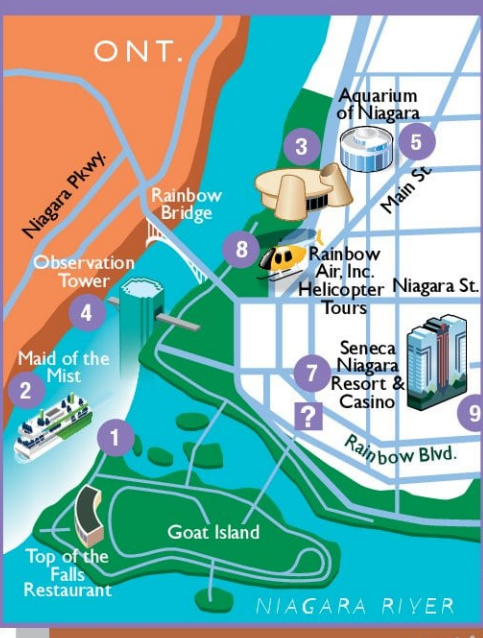 ONT.
Aquarium
of Niagara
3
5
Main St.
Niagara Pkwy.
Rainbow
Bridge
8
Rainbow
Air, Inc.
Helicopter
Tours
Niagara St.
Observation
Tower
4
Seneca
Niagara
Resort &
Casino
7
9
Maid of the
Mist
2
?
1
Rainbow Blvd.
Goat Island
Top of the
Falls
Restaurant
NIAGARA RIVER